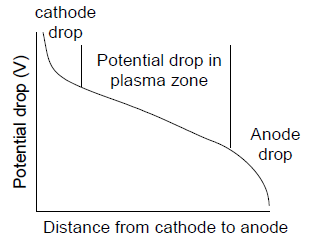 cathode
drop
Potential drop in
plasma zone
Anode
drop
Potential drop (V)
Distance from cathode to anode